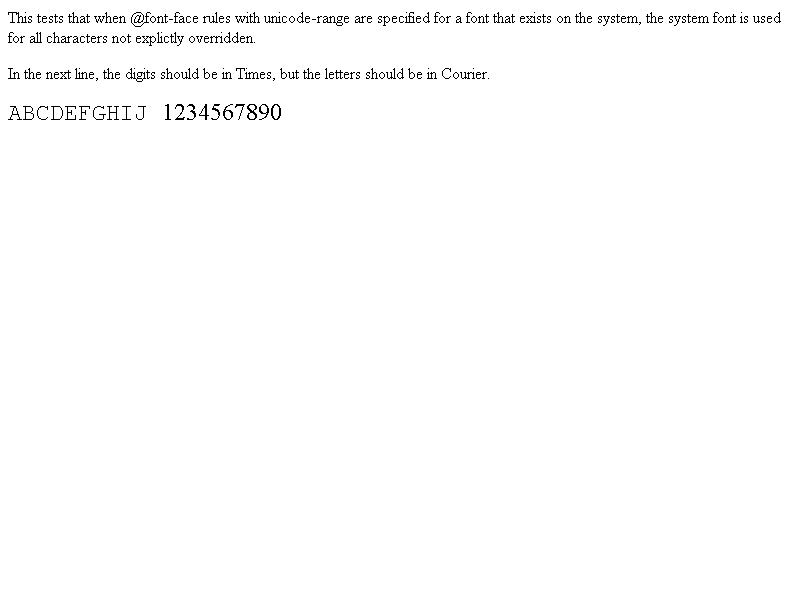 This tests that when @font-face rules with unicode-range are specified for a font that exists on the system, the system font is used
for all characters not explictly overridden.
In the next line, the digits should be in Times, but the letters should be in Courier.
ABCDEFGHIJ 1234567890